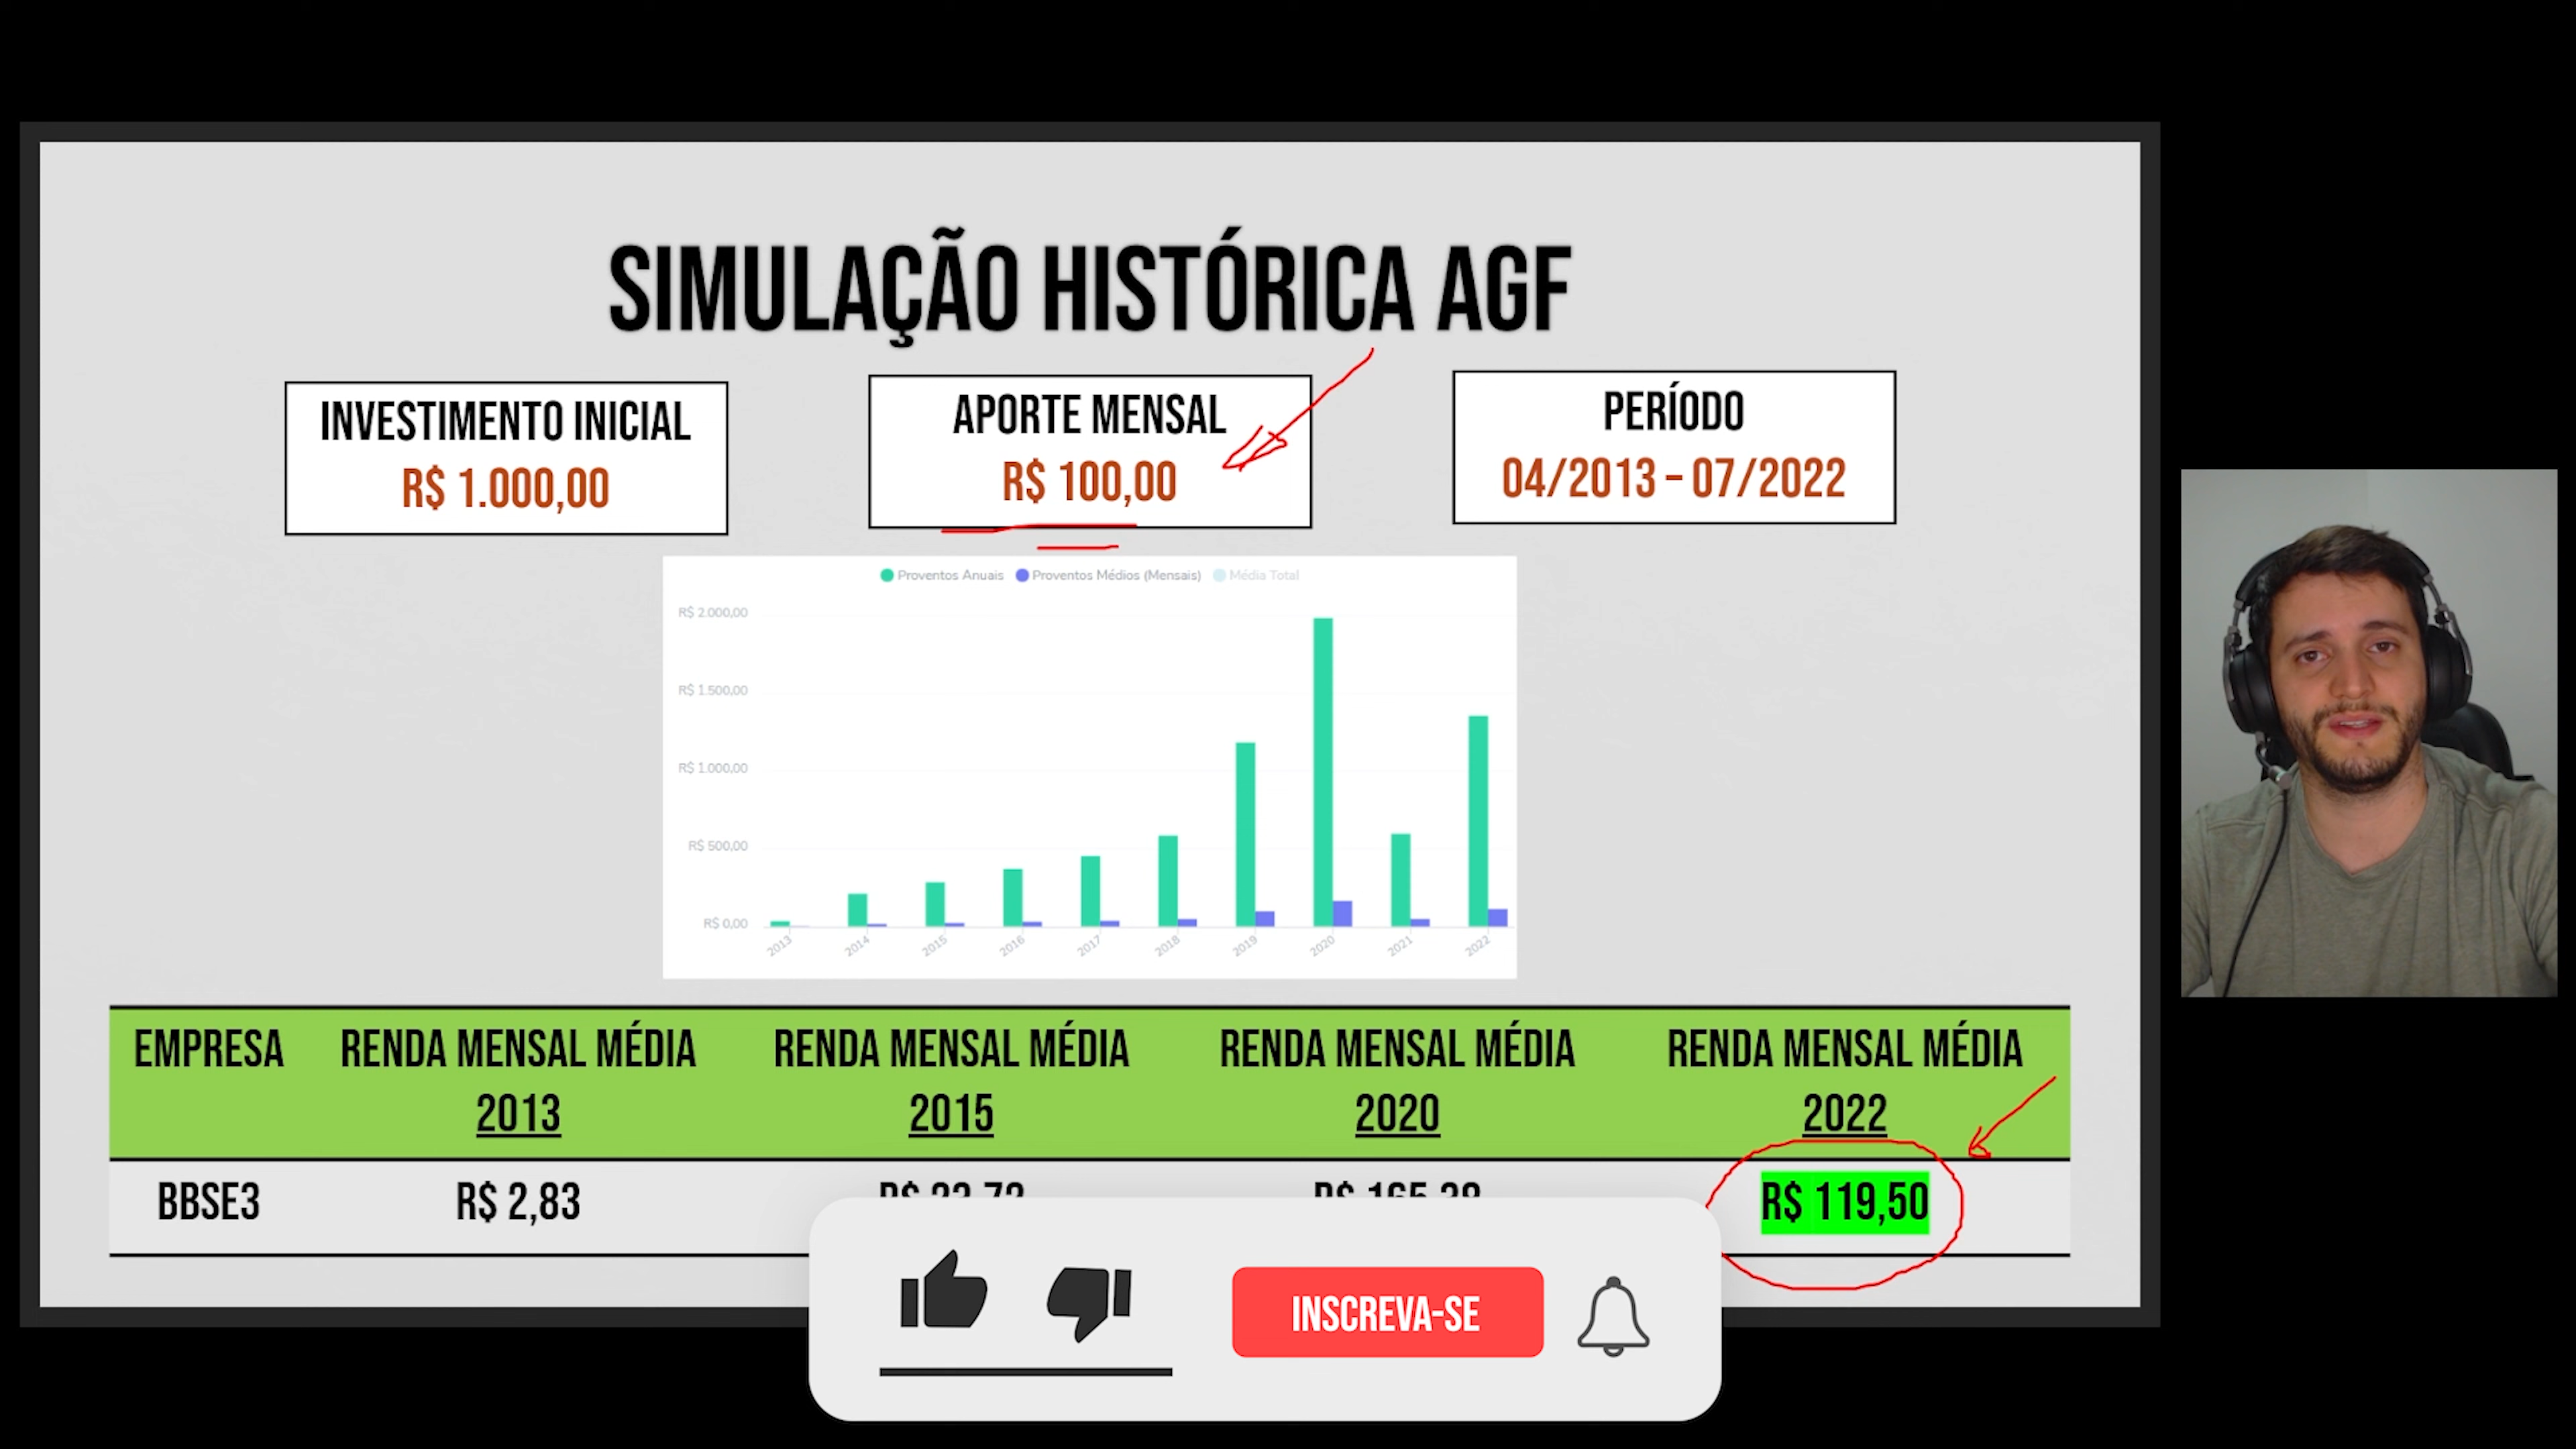 SIMULAÇÃO HISTÓRICA AGF
INVESTIMENTO INICIAL
R$ 1.000,00
APORTE MENSAL
R$ 100,00
PERÍODO
04/2013 – 07/2022
Proventos Anuais Proventos Médios (Mensais) Média Total
R$ 2.000,00
R$ 1.500,00
R$ 1.000,00
R$ 500,00
R$ 0,00
2013 2014 2015 2016 2017 2018 2019 2020 2021 2022
EMPRESA RENDA MENSAL MÉDIA RENDA MENSAL MÉDIA RENDA MENSAL MÉDIA RENDA MENSAL MÉDIA
2013 2015 2020 2022
BBSE3 R$ 2,83 R$ R$ R$ 119,50
INSCREVA-SE